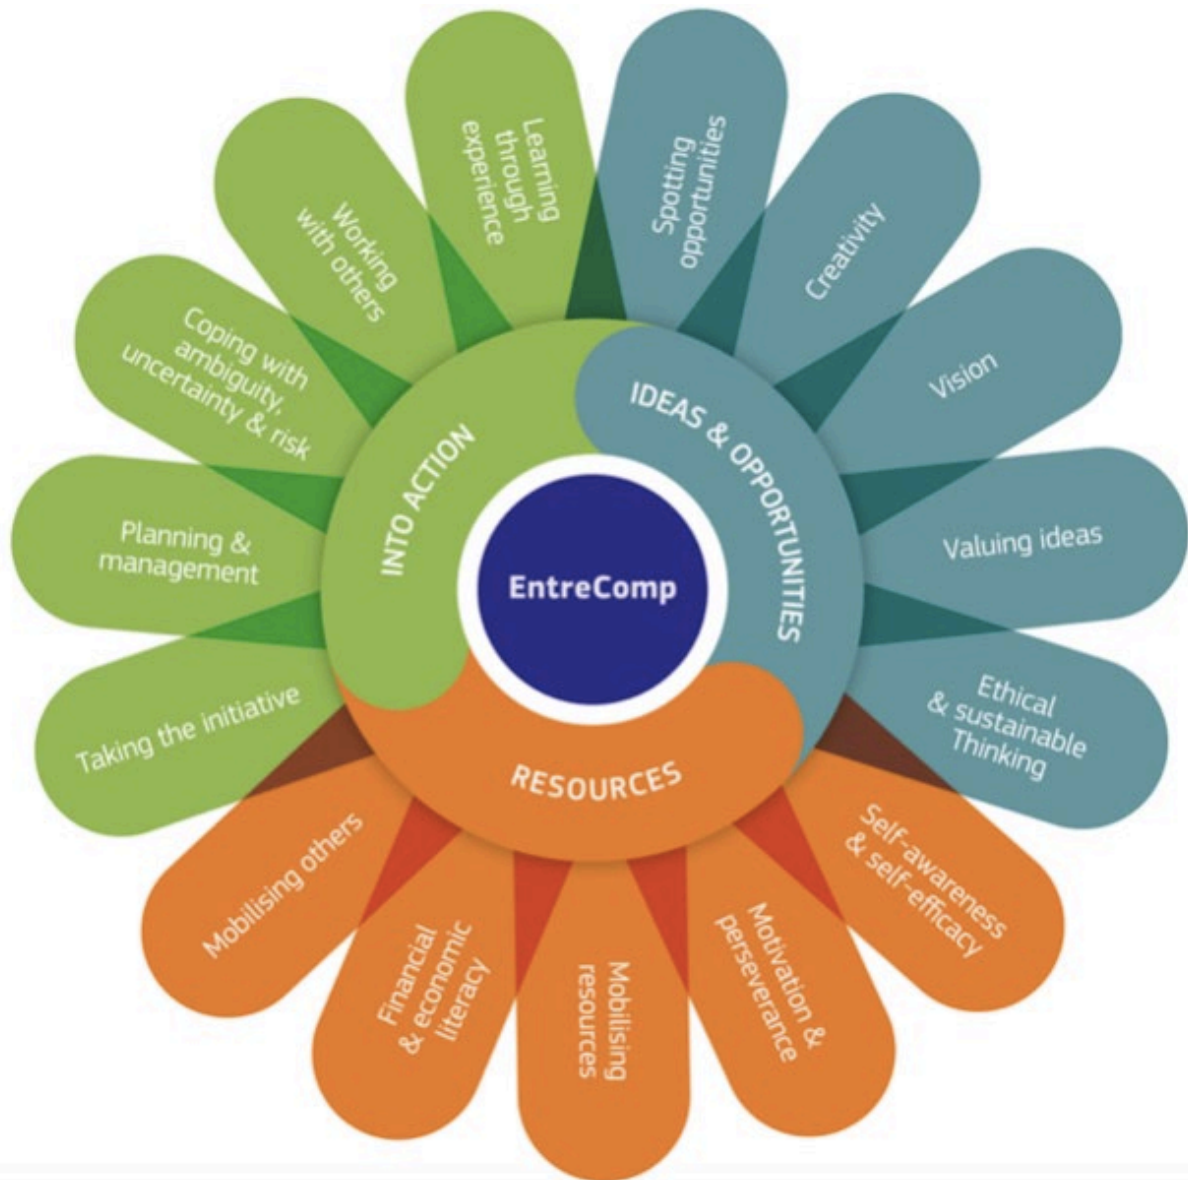 EntreComp
IDEAS & OPPORTUNITIES
Spotting
opportunities
Creativity
Vision
Valuing ideas
Ethical
& sustainable
Thinking
RESOURCES
Self-awareness
& self-efficacy
Motivation &
perseverance
Mobilising
resources
Financial
& economic
literacy
Mobilising others
INTO ACTION
Taking the initiative
Planning &
management
Coping with
ambiguity,
uncertainty & risk
Working
with others
Learning
through
experience